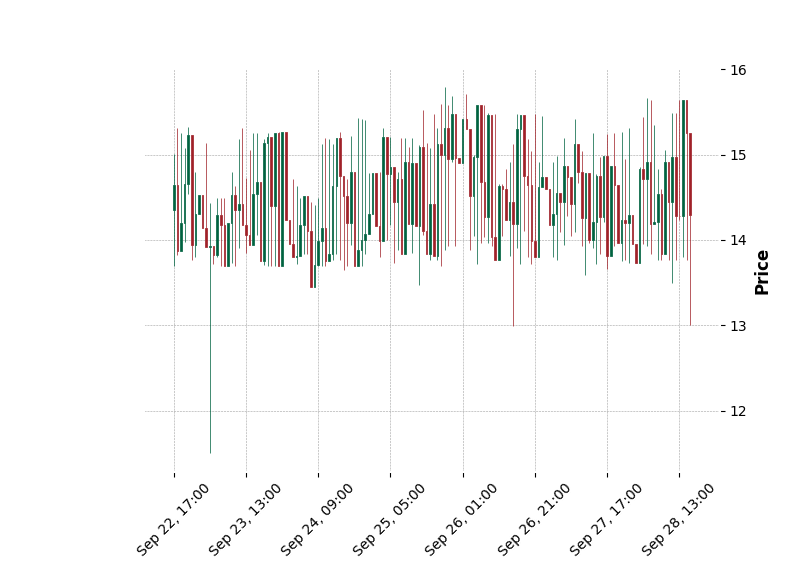 16
15
14
13
12
Price
Sep 22, 17:00
Sep 23, 13:00
Sep 24, 09:00
Sep 25, 05:00
Sep 26, 01:00
Sep 26, 21:00
Sep 27, 17:00
Sep 28, 13:00